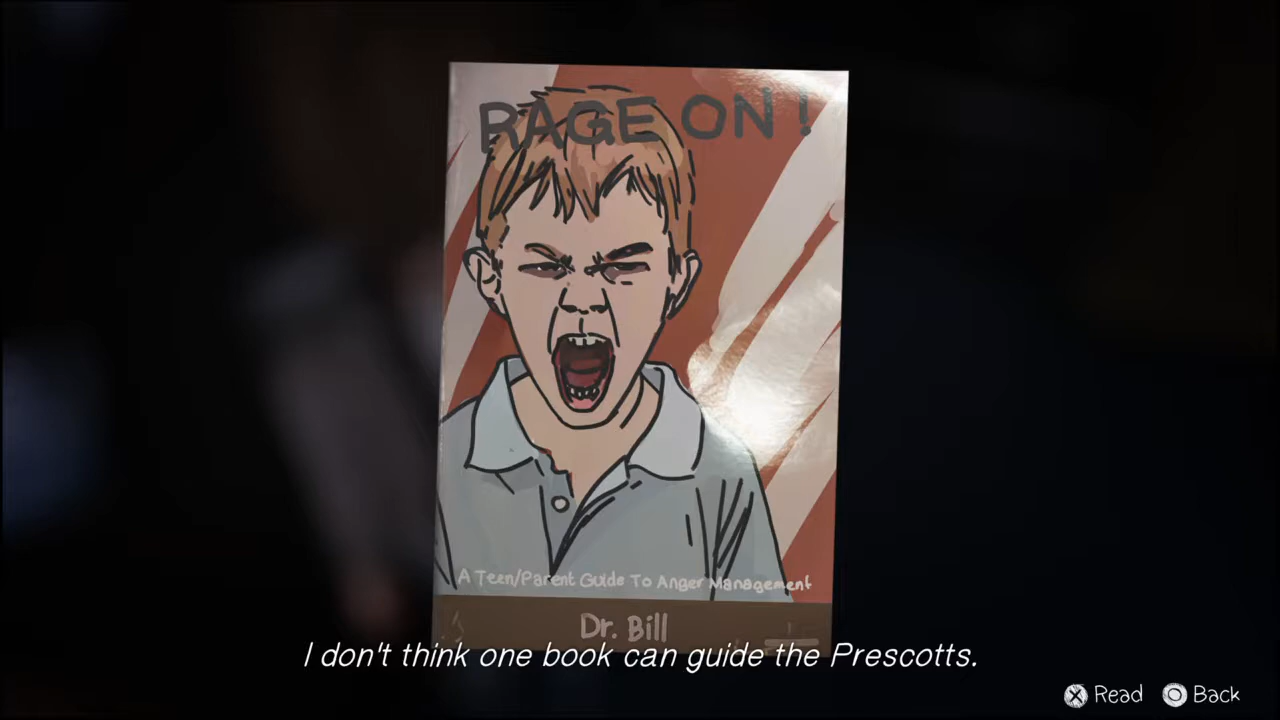 RAGE ON!
A Teen/Parent Guide To Anger Management
Dr. Bill
I don't think one book can guide the Prescotts.
Read Back